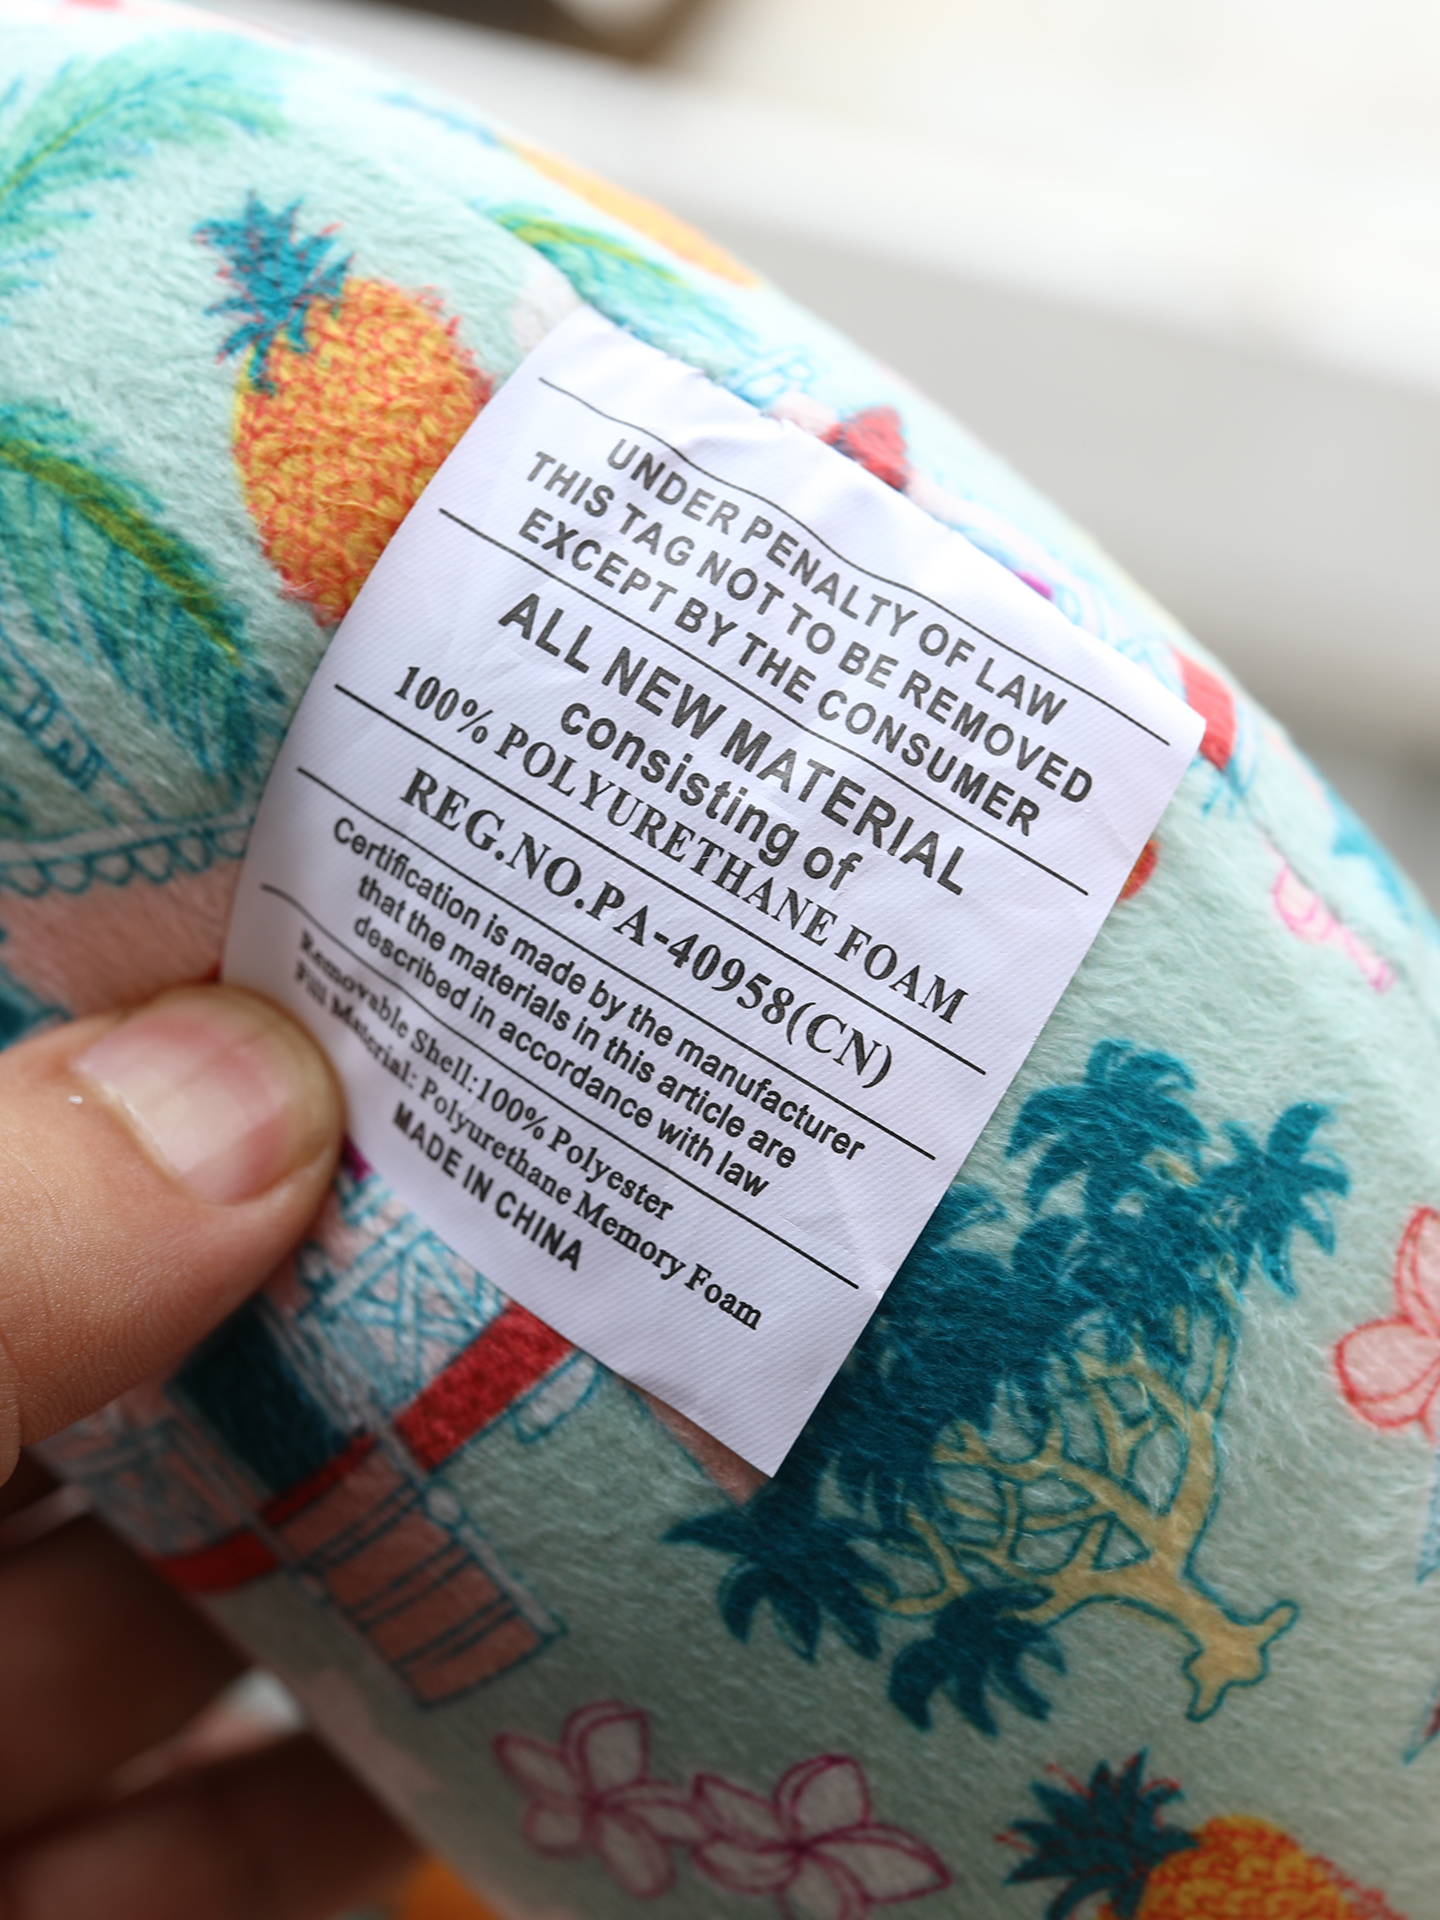 UNDER PENALTY OF LAW
THIS TAG NOT TO BE REMOVED
EXCEPT BY THE CONSUMER
ALL NEW MATERIAL
consisting of
100% POLYURETHANE FOAM
REG.NO.PA-40958(CN)
Certification is made by the manufacturer
that the materials in this article are
described in accordance with law
Removable Shell:100% Polyester
Fill Material: Polyurethane Memory Foam
MADE IN CHINA